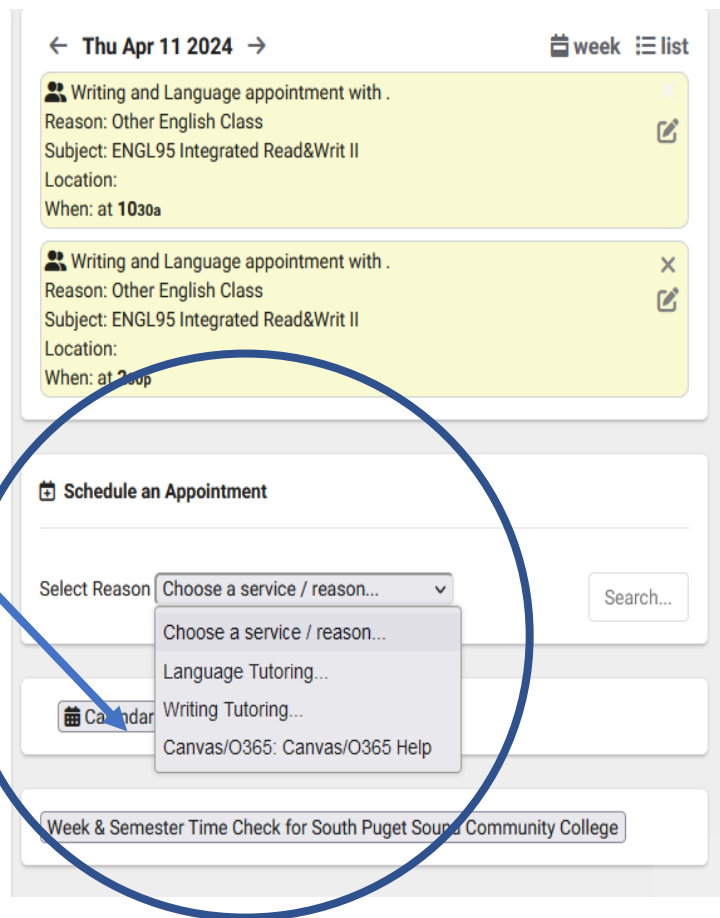 Thu Apr 11 2024
week list
Writing and Language appointment with .
Reason: Other English Class
Subject: ENGL95 Integrated Read&Writ II
Location:
When: at 1030a
Writing and Language appointment with .
Reason: Other English Class
Subject: ENGL95 Integrated Read&Writ II
Location:
When: at
Schedule an Appointment
Select Reason Choose a service / reason... Search...
Choose a service / reason...
Language Tutoring...
Writing Tutoring...
Canvas/O365: Canvas/O365 Help
Calendar
Week & Semester Time Check for South Puget Sound Community College